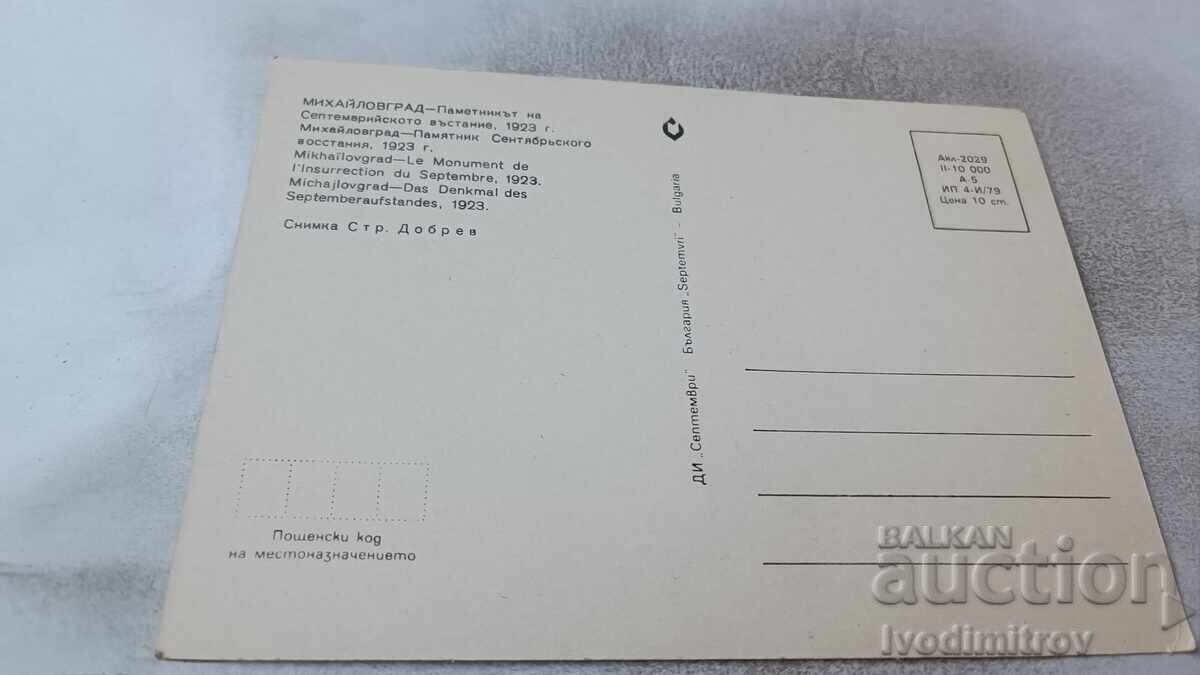 МИХАЙЛОВГРАД—Паметникът на
Септемврийското въстание, 1923 г.
Михайловград—Памятник Сентябрьского
восстания, 1923 г.
Mikhaïlovgrad—Le Monument de
l'Insurrection du Septembre, 1923.
Michajlovgrad—Das Denkmal des
Septemberaufstandes, 1923.
Снимка Стр. Добрев
Пощенски код
на местоназначението
ДИ „Септември" България „Septemvri" - Bulgaria
Акл-2029
II-10 000
А-5
ИП 4-И/79
Цена 10 ст.
BALKAN
auction
Ivodimitrov